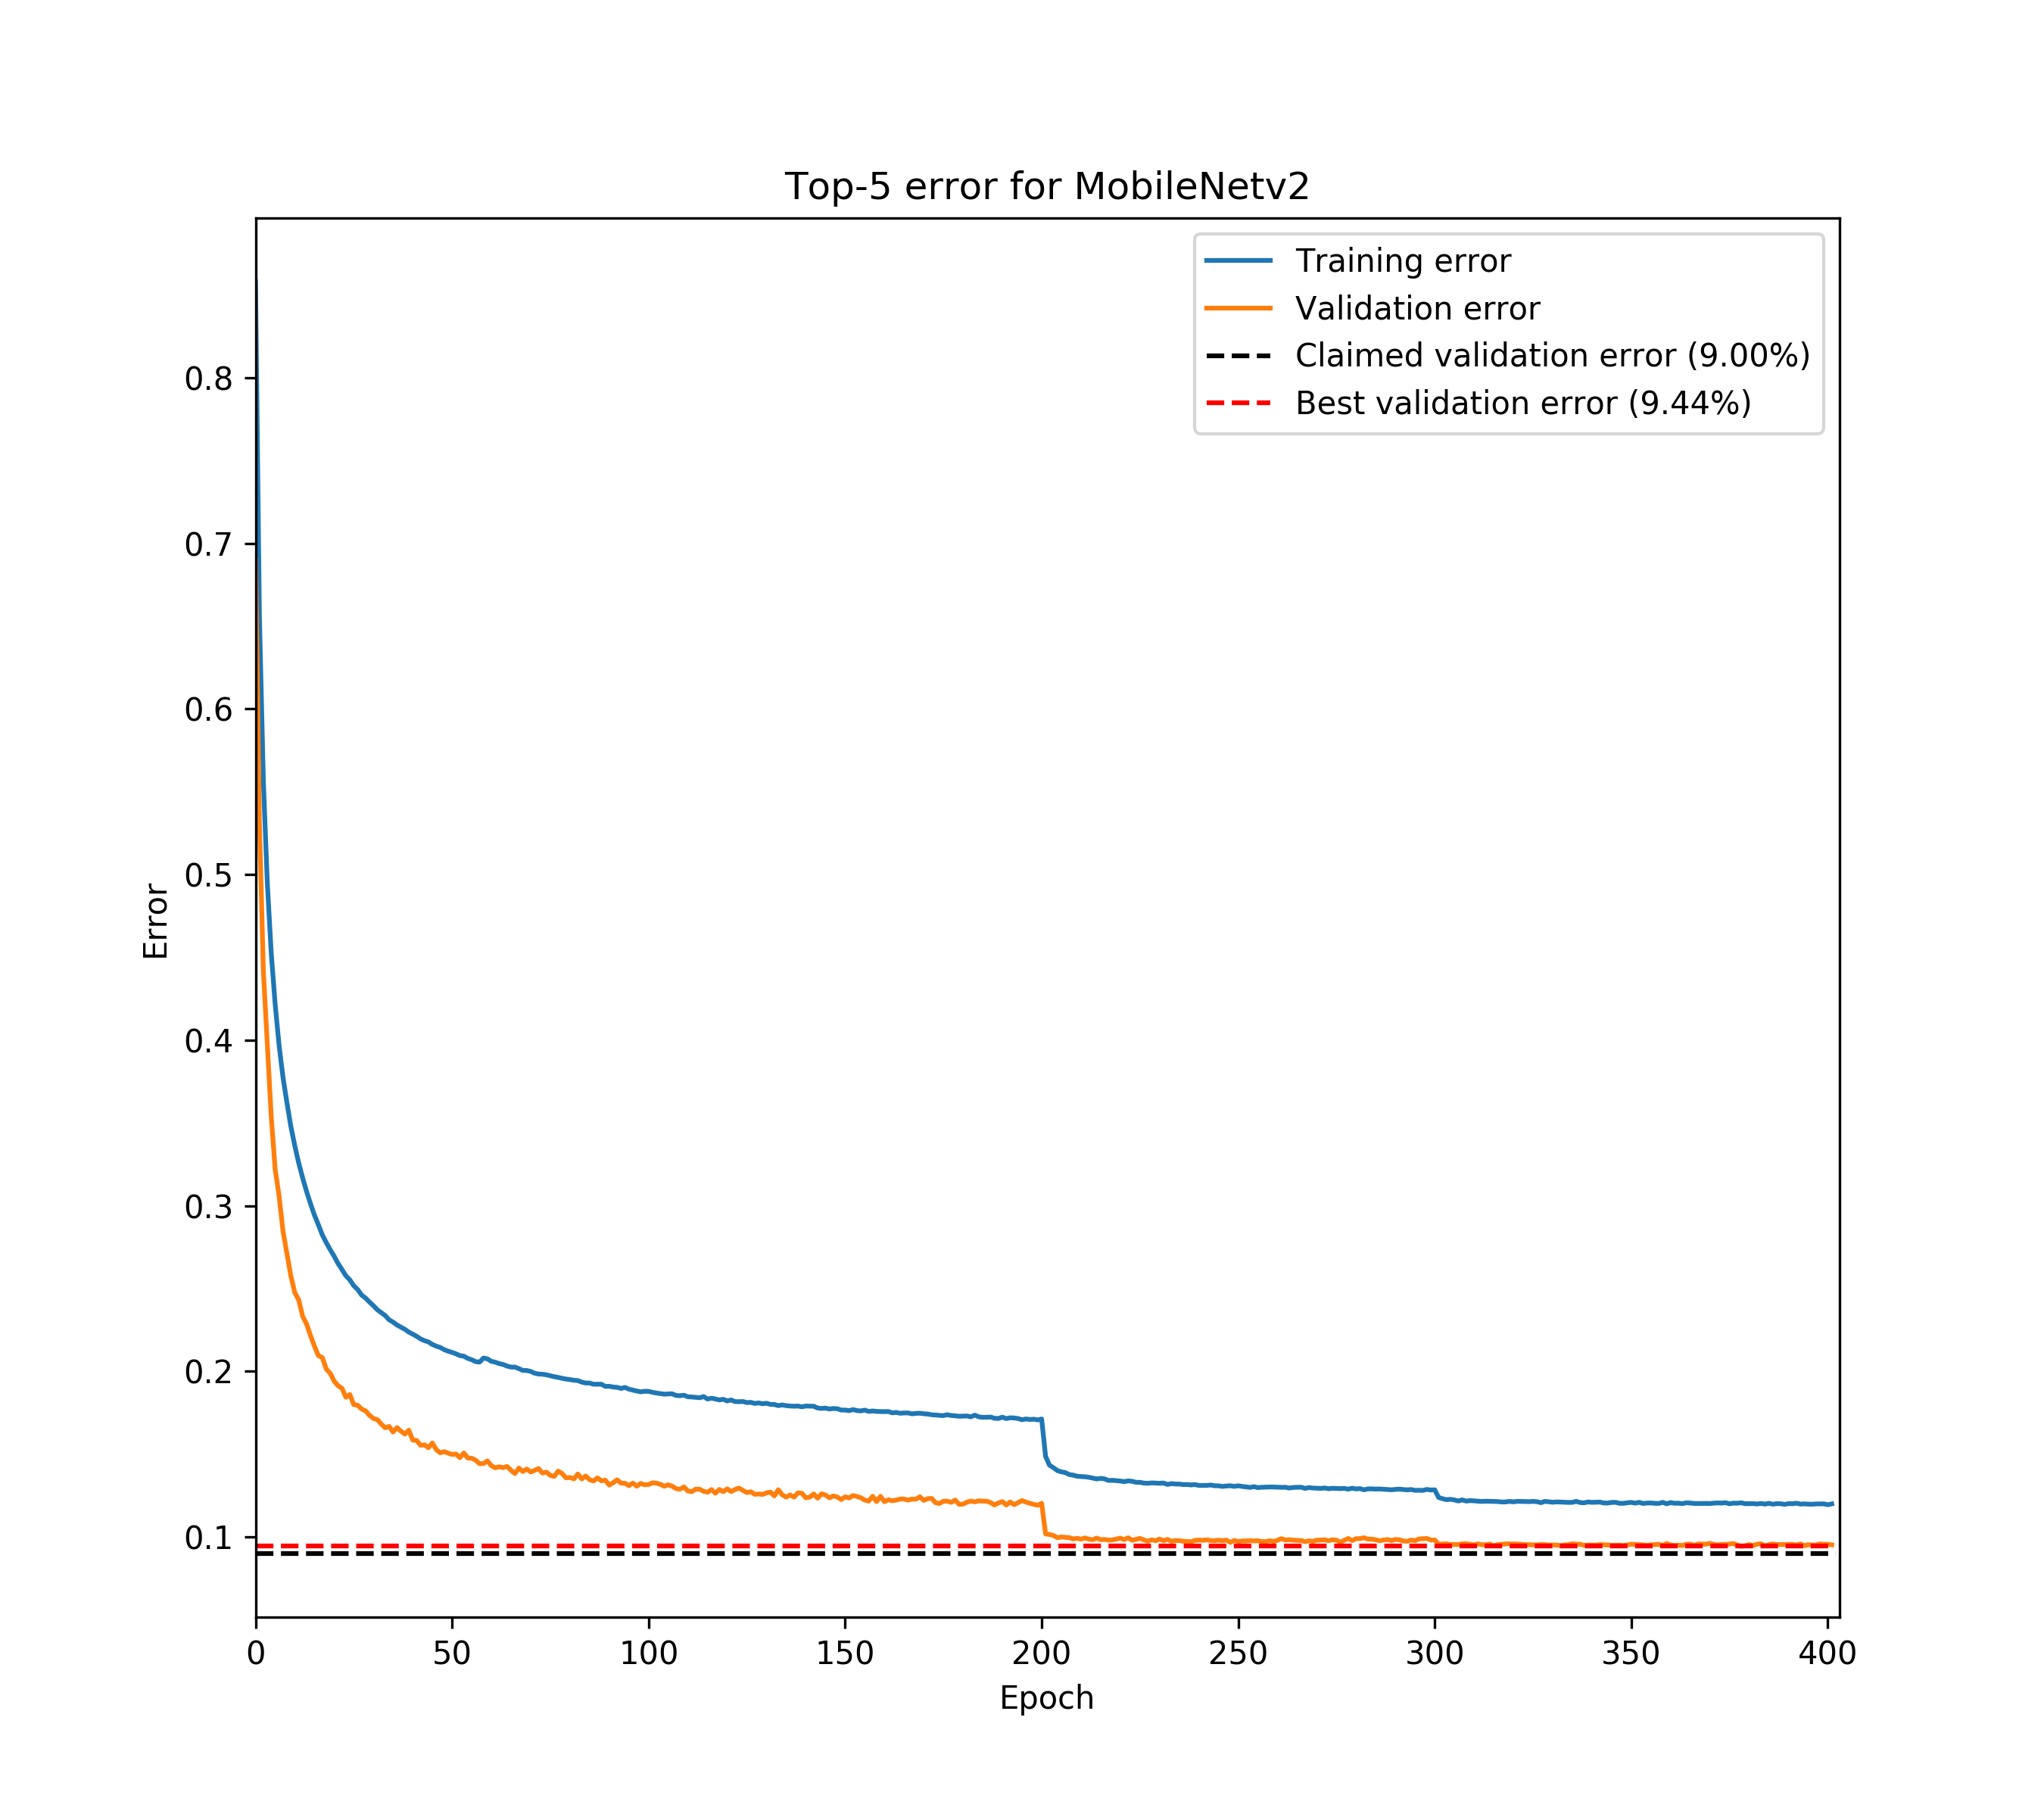 Top-5 error for MobileNetv2
Training error
Validation error
Claimed validation error (9.00%)
Best validation error (9.44%)
0.8
0.7
0.6
0.5
0.4
0.3
0.2
0.1
Error
0 50 100 150 200 250 300 350 400
Epoch